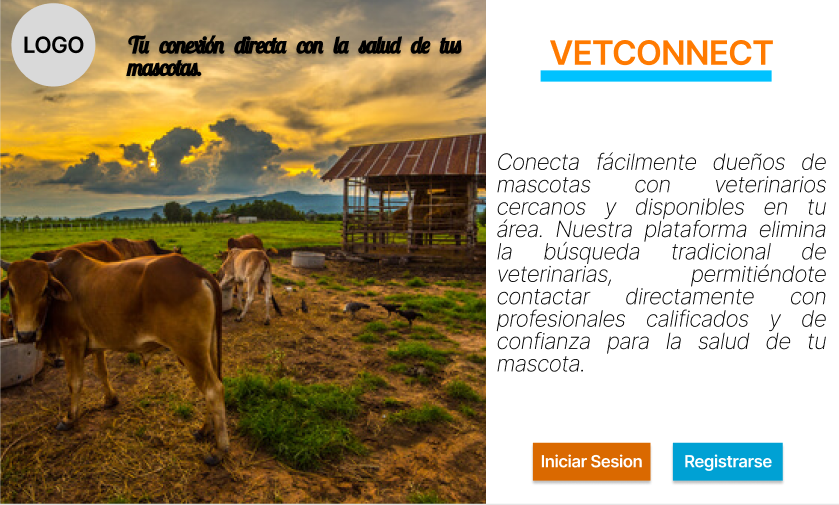 LOGO
Tu conexión directa con la salud de tus
mascotas.
VETCONNECT
Conecta fácilmente dueños de
mascotas con veterinarios
cercanos y disponibles en tu
área. Nuestra plataforma elimina
la búsqueda tradicional de
veterinarias, permitiéndote
contactar directamente con
profesionales calificados y de
confianza para la salud de tu
mascota.
Iniciar Sesion
Registrarse